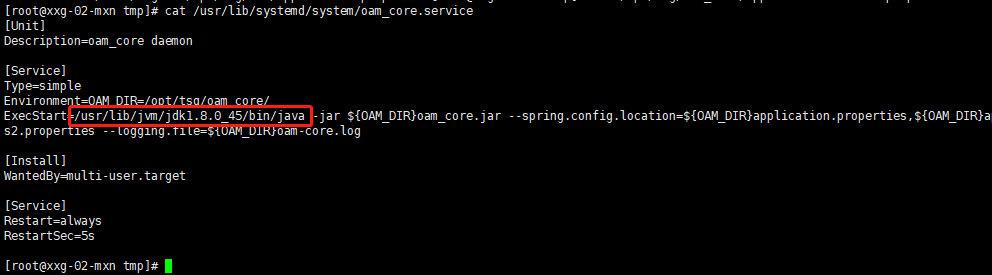 [root@xxg-02-mxn tmp]# cat /usr/lib/systemd/system/oam_core.service
[Unit]
Description=oam_core daemon
[Service]
Type=simple
Environment=OAM_DIR=/opt/tsg/oam_core/
ExecStart=/usr/lib/jvm/jdk1.8.0_45/bin/java -jar ${OAM_DIR}oam_core.jar --spring.config.location=${OAM_DIR}application.properties,${OAM_DIR}a
s2.properties --logging.file=${OAM_DIR}oam-core.log
[Install]
WantedBy=multi-user.target
[Service]
Restart=always
RestartSec=5s
[root@xxg-02-mxn tmp]#